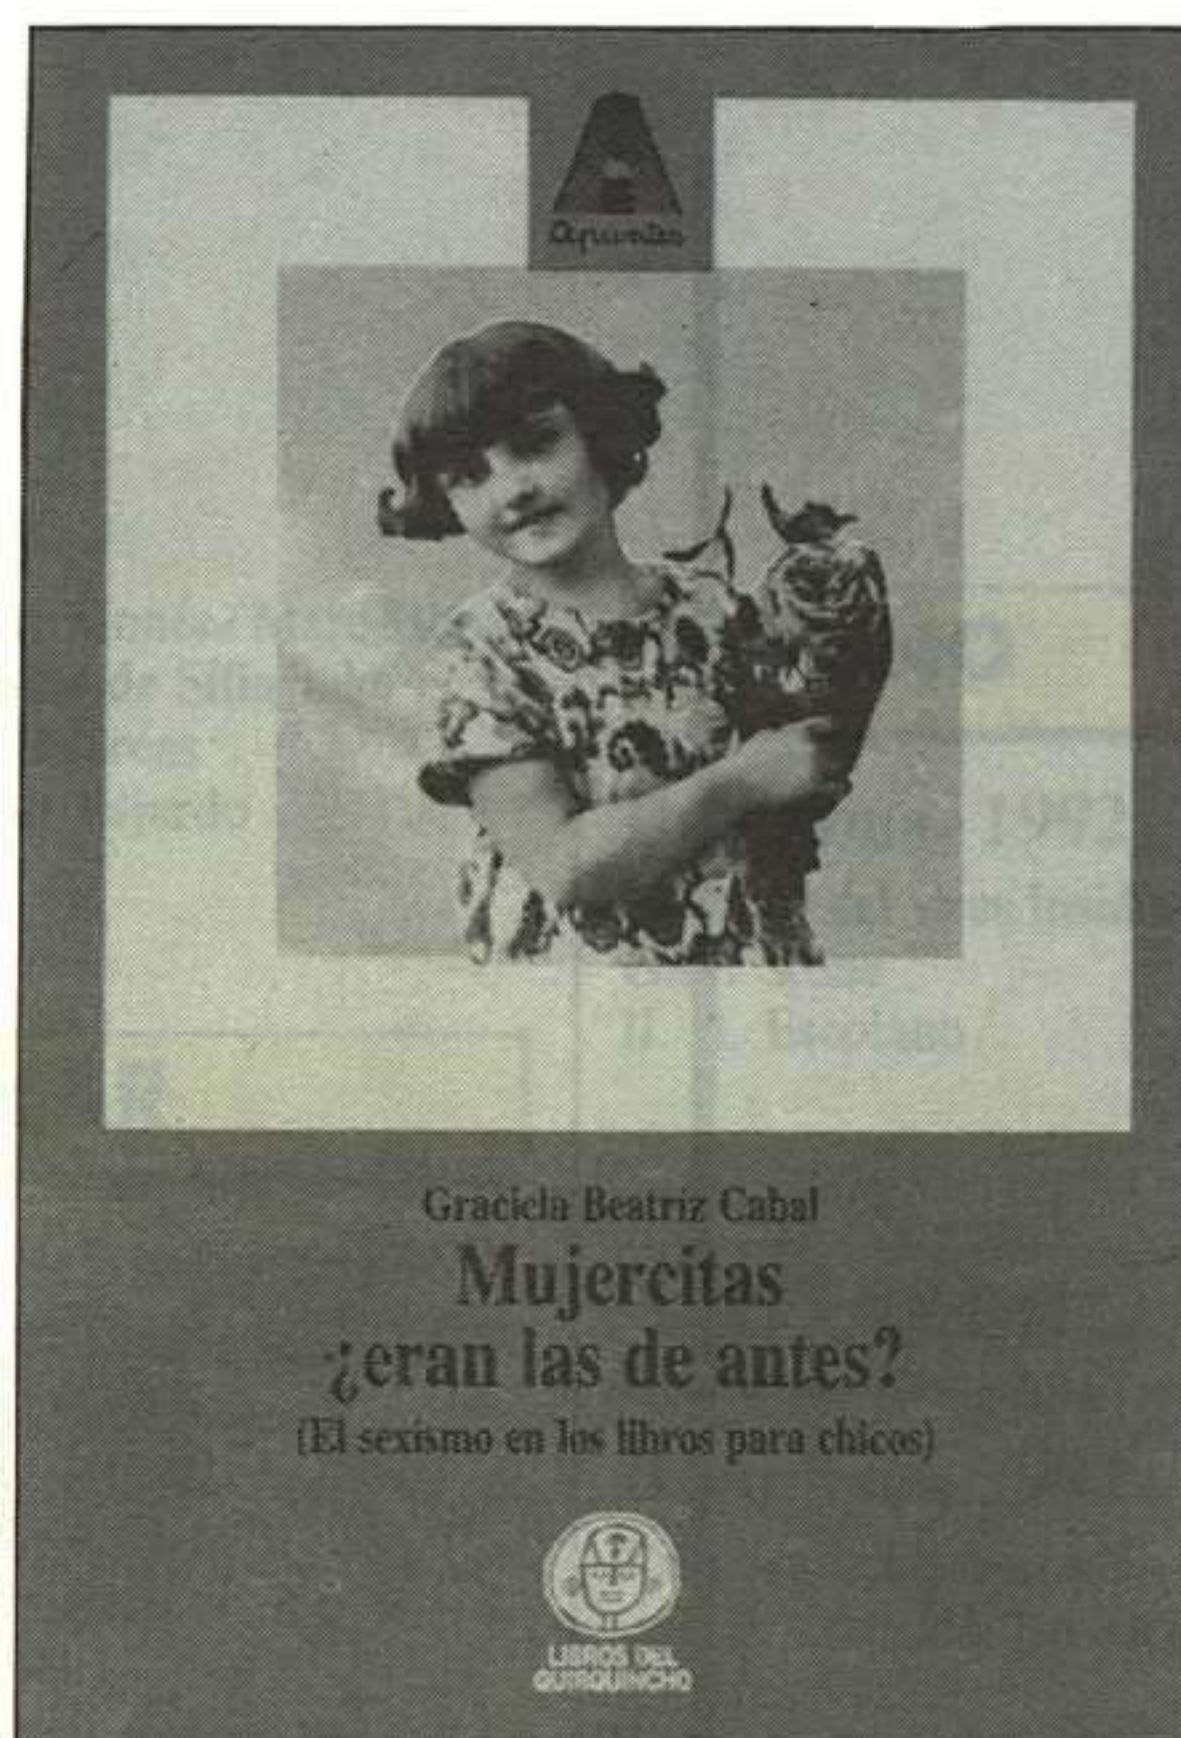 Apuntes
Graciela Beatriz Cabal
Mujercitas
¿eran las de antes?
(El sexismo en los libros para chicos)
LIBROS DEL
QUIRQUINCHO